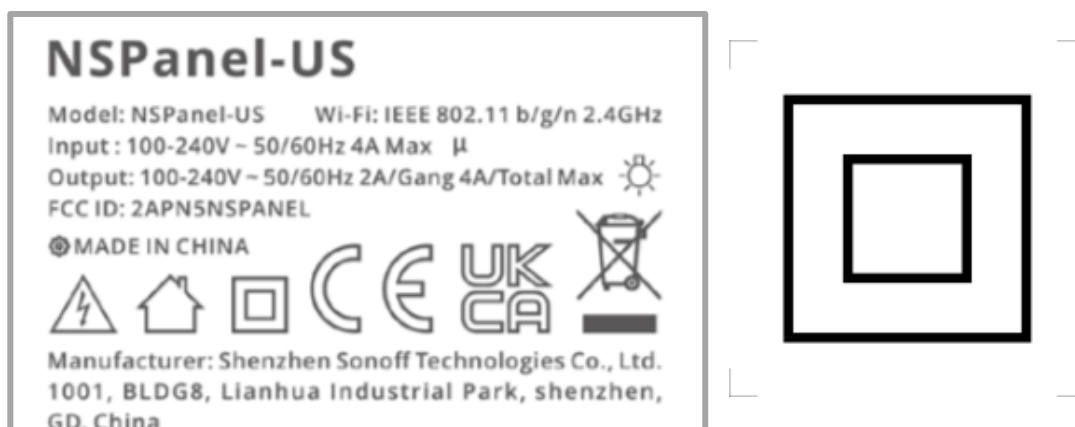 NSPanel-US
Model: NSPanel-US Wi-Fi: IEEE 802.11 b/g/n 2.4GHz
Input : 100-240V ~ 50/60Hz 4A Max μ
Output: 100-240V ~ 50/60Hz 2A/Gang 4A/Total Max
FCC ID: 2APN5NSPANEL
MADE IN CHINA
CE UK
CA
Manufacturer: Shenzhen Sonoff Technologies Co., Ltd.
1001, BLDG8, Lianhua Industrial Park, shenzhen,
GD, China